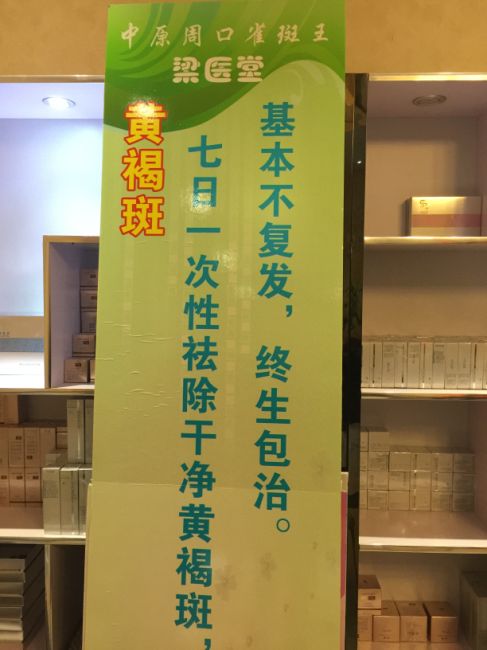 中原周口雀斑王
梁医堂
黄褐斑
七日一次性祛除干净黄褐斑，
基本不复发，终生包治。